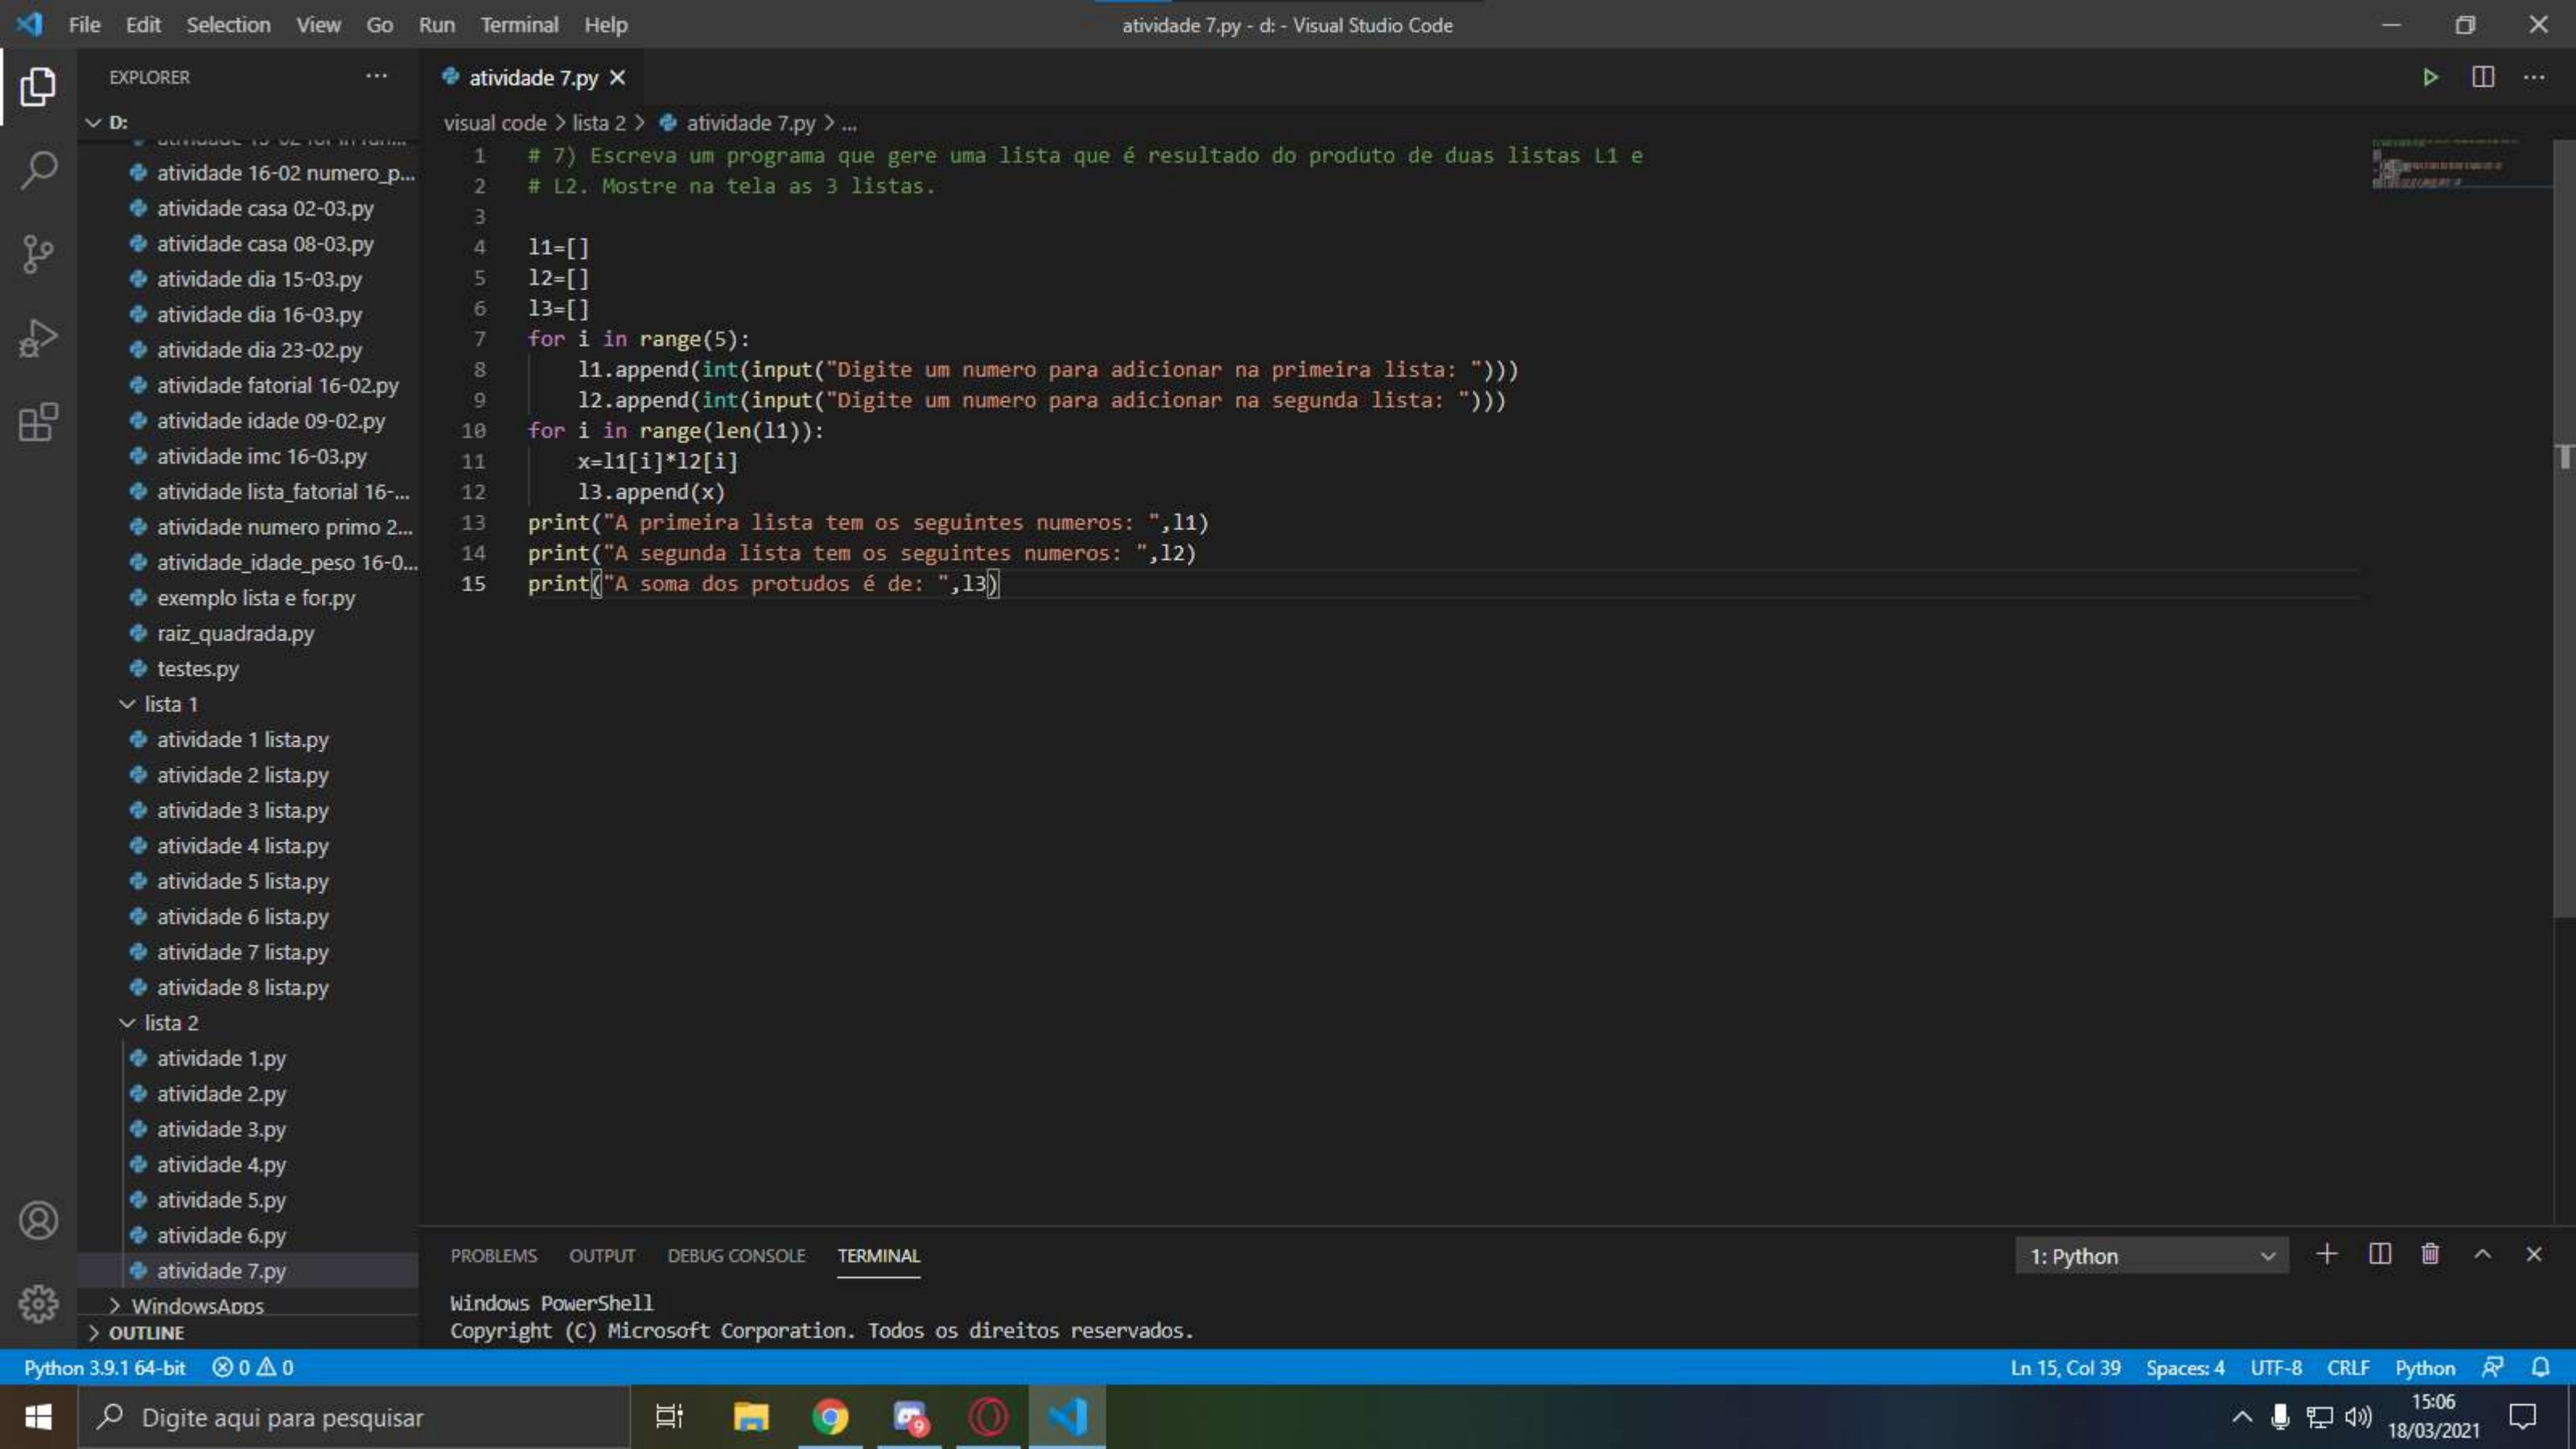 File Edit Selection View Go Run Terminal Help
atividade 7.py - d: - Visual Studio Code
EXPLORER
D:
atividade 16-02 numero_p...
atividade casa 02-03.py
atividade casa 08-03.py
atividade dia 15-03.py
atividade dia 16-03.py
atividade dia 23-02.py
atividade fatorial 16-02.py
atividade idade 09-02.py
atividade imc 16-03.py
atividade lista_fatorial 16-...
atividade numero primo 2...
atividade_idade_peso 16-0...
exemplo lista e for.py
raiz_quadrada.py
testes.py
lista 1
atividade 1 lista.py
atividade 2 lista.py
atividade 3 lista.py
atividade 4 lista.py
atividade 5 lista.py
atividade 6 lista.py
atividade 7 lista.py
atividade 8 lista.py
lista 2
atividade 1.py
atividade 2.py
atividade 3.py
atividade 4.py
atividade 5.py
atividade 6.py
atividade 7.py
WindowsApps
OUTLINE
atividade 7.py
visual code > lista 2 > atividade 7.py > ...
1 # 7) Escreva um programa que gere uma lista que é resultado do produto de duas listas L1 e
2 # L2. Mostre na tela as 3 listas.
3
4 l1=[]
5 l2=[]
6 l3=[]
7 for i in range(5):
8 l1.append(int(input("Digite um numero para adicionar na primeira lista: ")))
9 l2.append(int(input("Digite um numero para adicionar na segunda lista: ")))
10 for i in range(len(l1)):
11 x=l1[i]*l2[i]
12 l3.append(x)
13 print("A primeira lista tem os seguintes numeros: ",l1)
14 print("A segunda lista tem os seguintes numeros: ",l2)
15 print("A soma dos protudos é de: ",l3)
PROBLEMS OUTPUT DEBUG CONSOLE TERMINAL
1: Python
Windows PowerShell
Copyright (C) Microsoft Corporation. Todos os direitos reservados.
Python 3.9.1 64-bit 0 0
Ln 15, Col 39 Spaces: 4 UTF-8 CRLF Python
Digite aqui para pesquisar
9
15:06
18/03/2021